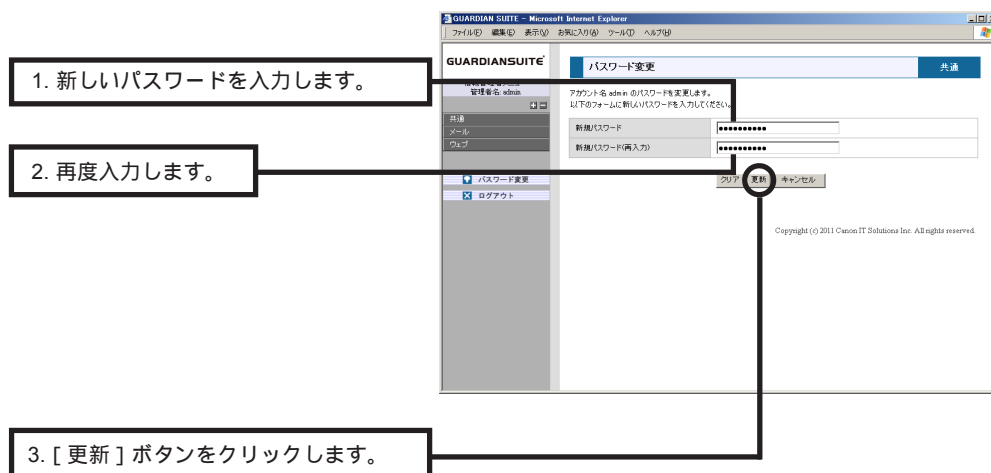 GUARDIAN SUITE - Microsoft Internet Explorer
ファイル(F) 編集(E) 表示(V) お気に入り(A) ツール(T) ヘルプ(H)
GUARDIANSUITE
パスワード変更 共通
1. 新しいパスワードを入力します。
管理者名: admin
アカウント名 admin のパスワードを変更します。
以下のフォームに新しいパスワードを入力してください。
共通
メール
ウェブ
新規パスワード ●●●●●●●●●●
新規パスワード(再入力) ●●●●●●●●●●
2. 再度入力します。
パスワード変更
ログアウト
クリア 更新 キャンセル
Copyright (c) 2011 Canon IT Solutions Inc. All rights reserved.
3. [ 更新 ] ボタンをクリックします。